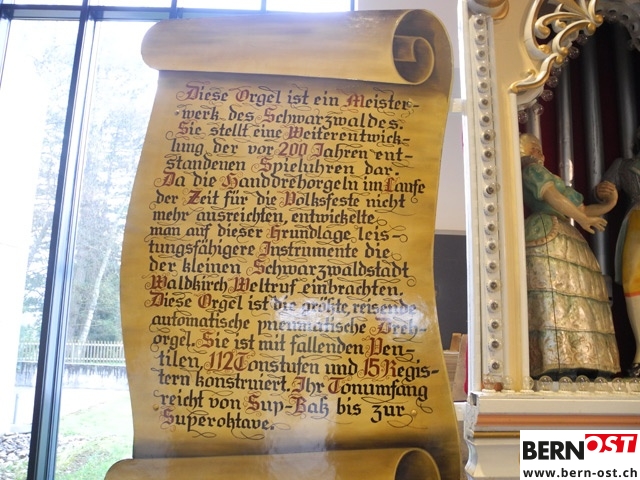 Diese Orgel ist ein Meister-
werk des Schwarzwaldes.
Sie stellt eine Weiterentwick-
lung der vor 200 Jahren ent-
standenen Spieluhren dar.
Da die Handdrehorgeln im Laufe
der Zeit für die Volksfeste nicht
mehr ausreichten, entwickelte
man auf dieser Grundlage leis-
tungsfähigere Instrumente die
der kleinen Schwarzwaldstadt
Waldkirch Weltruf einbrachten.
Diese Orgel ist die größte, reisende
automatische pneumatische Dreh-
orgel. Sie ist mit fallenden Ven-
tilen, 112 Tonstufen und 15 Regis-
tern konstruiert. Ihr Tonumfang
reicht von Sup-Baß bis zur
Superoktave.
BERNOST
www.bern-ost.ch